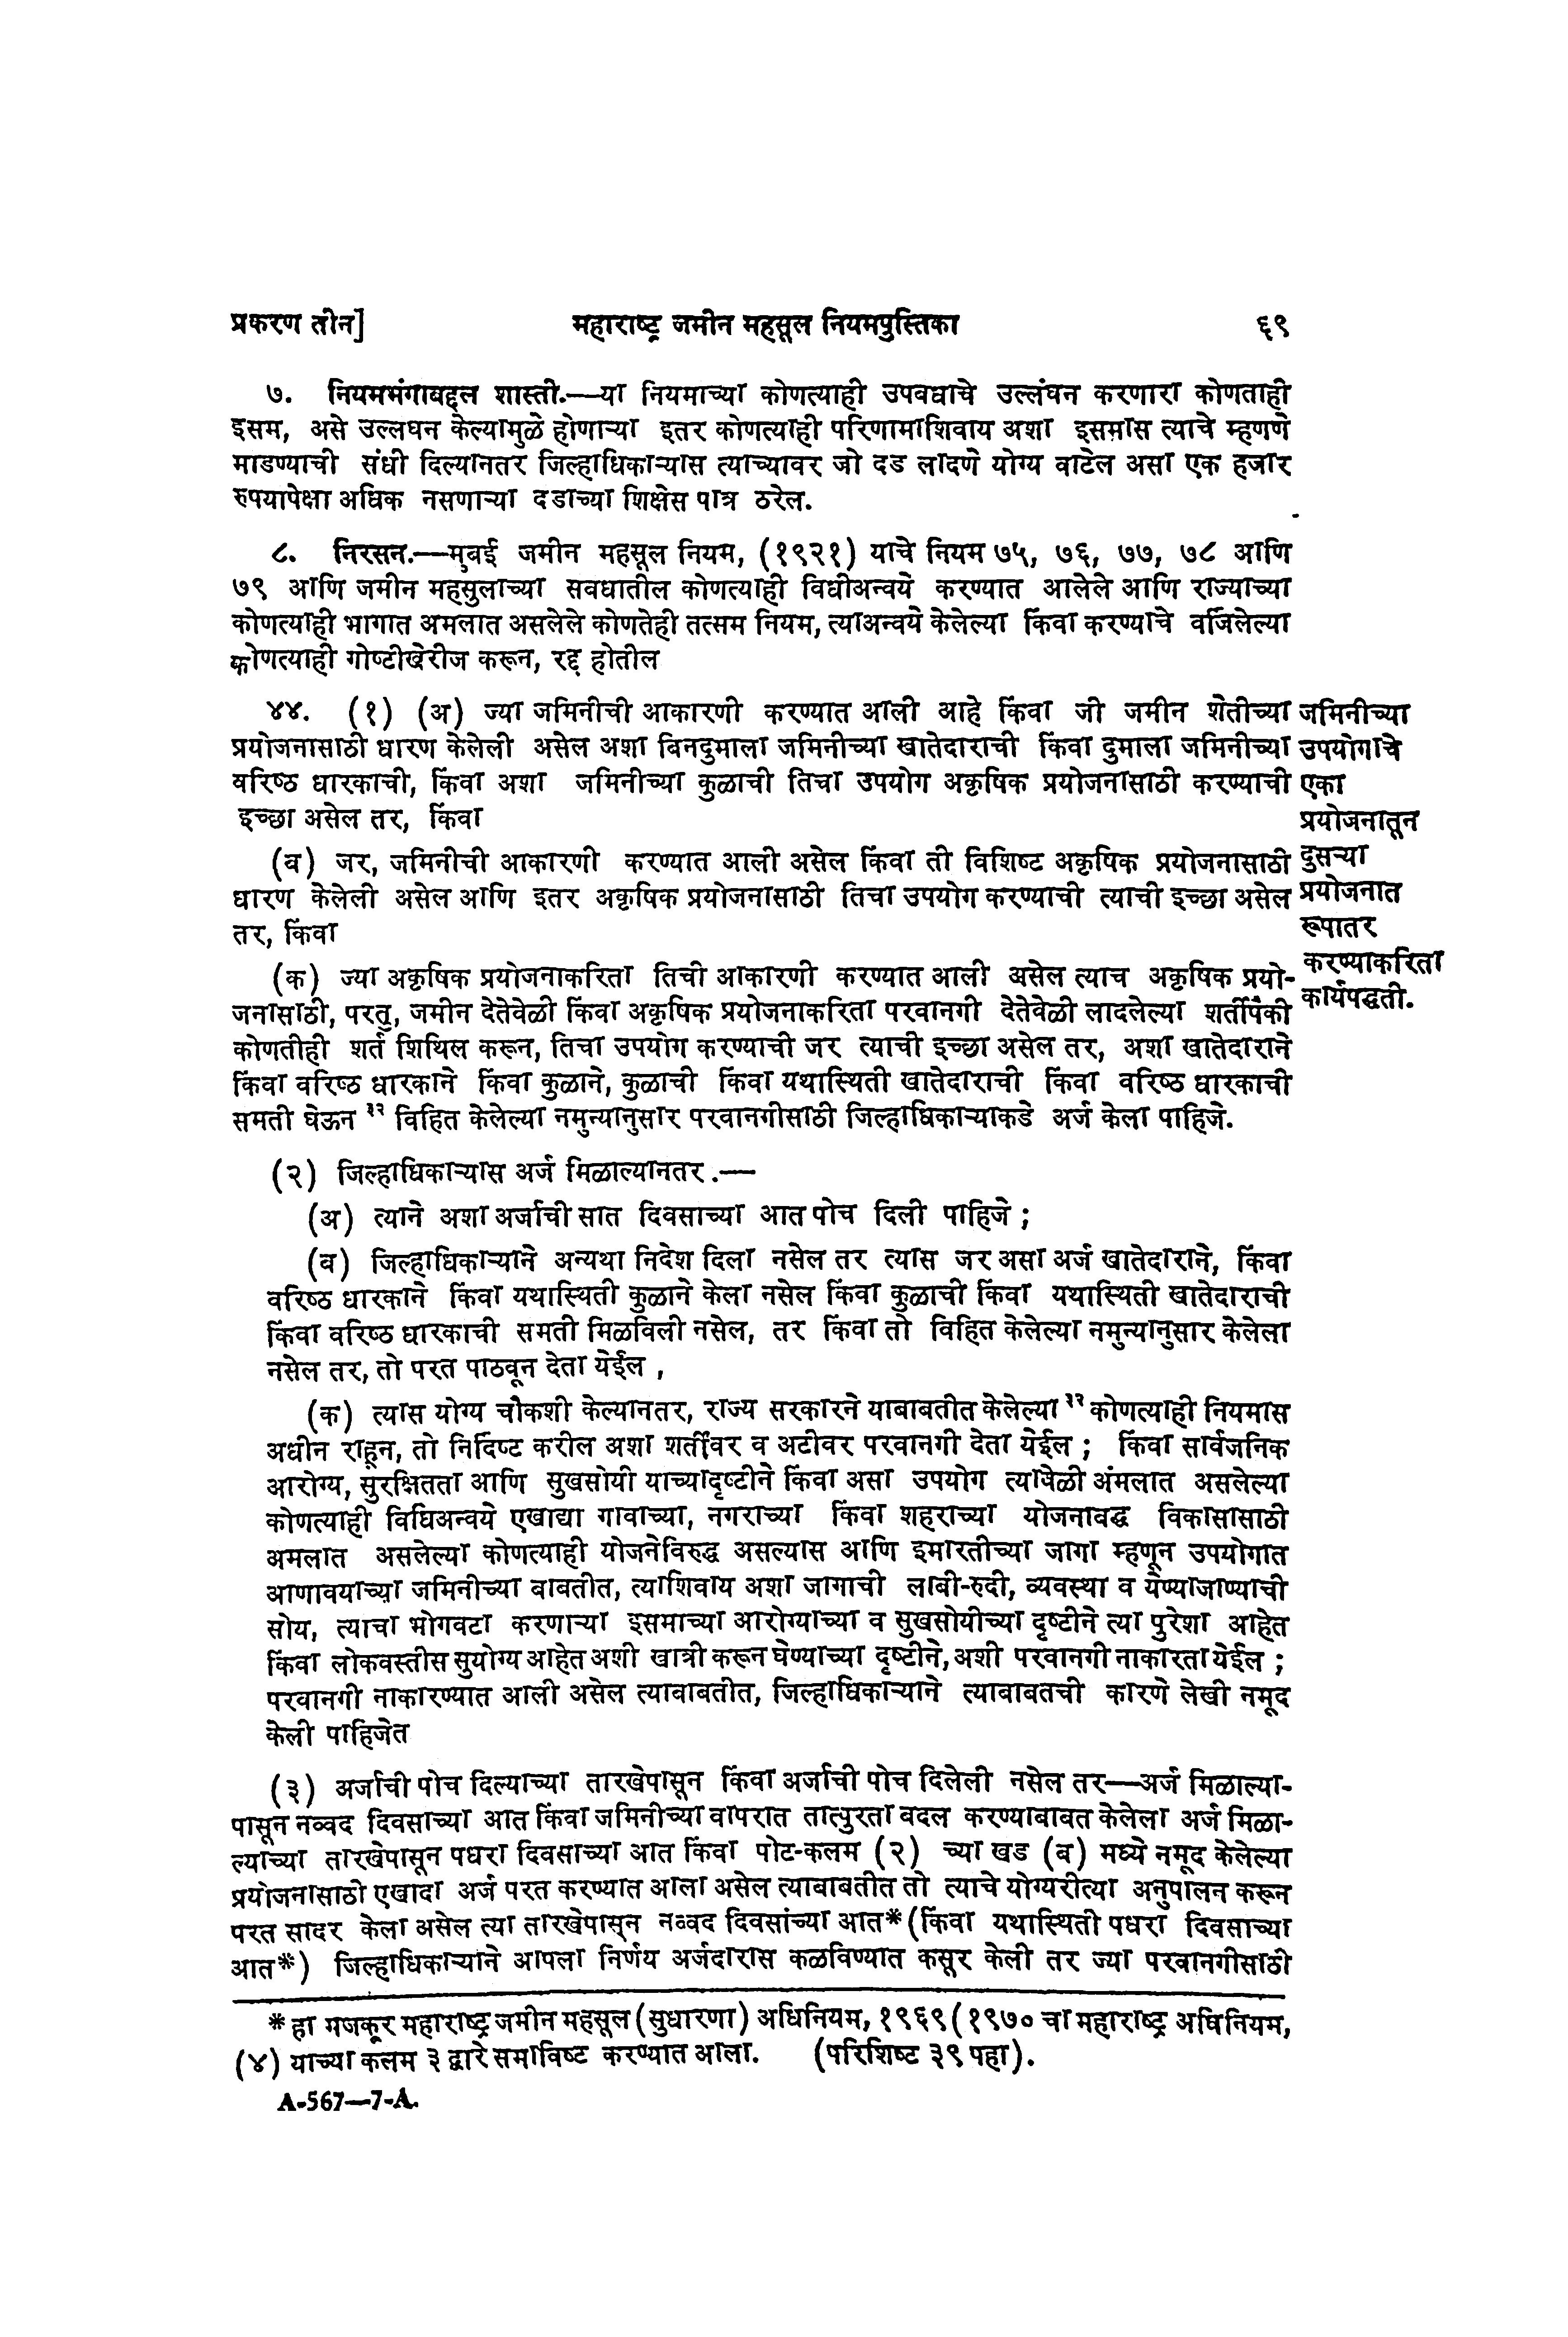 प्रकरण तीन] महाराष्ट्र जमीन महसूल नियमपुस्तिका ६९
७. नियमभंगाबद्दल शास्ती.—या नियमाच्या कोणत्याही उपवधाचे उल्लंघन करणारा कोणताही
इसम, असे उल्लघन केल्यामुळे होणाऱ्या इतर कोणत्याही परिणामाशिवाय अशा इसमास त्याचे म्हणणे
माडण्याची संधी दिल्यानतर जिल्हाधिकाऱ्यास त्याच्यावर जो दड लादणे योग्य वाटेल असा एक हजार
रुपयापेक्षा अधिक नसणाऱ्या दडाच्या शिक्षेस पात्र ठरेल.
८. निरसन.—मुबई जमीन महसूल नियम, (१९२१) याचे नियम ७५, ७६, ७७, ७८ आणि
७९ आणि जमीन महसुलाच्या सवधातील कोणत्याही विधीअन्वये करण्यात आलेले आणि राज्याच्या
कोणत्याही भागात अमलात असलेले कोणतेही तत्सम नियम, त्याअन्वये केलेल्या किंवा करण्याचे वर्जिलेल्या
कोणत्याही गोष्टीखेरीज करून, रद्द होतील
४४. (१) (अ) ज्या जमिनीची आकारणी करण्यात आली आहे किंवा जी जमीन शेतीच्या
प्रयोजनासाठी धारण केलेली असेल अशा बिनदुमाला जमिनीच्या खातेदाराची किंवा दुमाला जमिनीच्या
वरिष्ठ धारकाची, किंवा अशा जमिनीच्या कुळाची तिचा उपयोग अकृषिक प्रयोजनासाठी करण्याची
इच्छा असेल तर, किंवा
जमिनीच्या
उपयोगाचे
एका
प्रयोजनातून
दुसऱ्या
प्रयोजनात
रूपातर
करण्याकरिता
कार्यपद्धती.
(ब) जर, जमिनीची आकारणी करण्यात आली असेल किंवा ती विशिष्ट अकृषिक प्रयोजनासाठी
धारण केलेली असेल आणि इतर अकृषिक प्रयोजनासाठी तिचा उपयोग करण्याची त्याची इच्छा असेल
तर, किंवा
(क) ज्या अकृषिक प्रयोजनाकरिता तिची आकारणी करण्यात आली असेल त्याच अकृषिक प्रयो-
जनासाठी, परतु, जमीन देतेवेळी किंवा अकृषिक प्रयोजनाकरिता परवानगी देतेवेळी लादलेल्या शर्तीपैकी
कोणतीही शर्त शिथिल करून, तिचा उपयोग करण्याची जर त्याची इच्छा असेल तर, अशा खातेदाराने
किंवा वरिष्ठ धारकाने किंवा कुळाने, कुळाची किंवा यथास्थिती खातेदाराची किंवा वरिष्ठ धारकाची
समती घेऊन ३२ विहित केलेल्या नमुन्यानुसार परवानगीसाठी जिल्हाधिकाऱ्याकडे अर्ज केला पाहिजे.
(२) जिल्हाधिकाऱ्यास अर्ज मिळाल्यानतर.—
(अ) त्याने अशा अर्जाची सात दिवसाच्या आत पोच दिली पाहिजे ;
(ब) जिल्हाधिकाऱ्याने अन्यथा निदेश दिला नसेल तर त्यास जर असा अर्ज खातेदाराने, किंवा
वरिष्ठ धारकाने किंवा यथास्थिती कुळाने केला नसेल किंवा कुळाची किंवा यथास्थिती खातेदाराची
किंवा वरिष्ठ धारकाची समती मिळविली नसेल, तर किंवा तो विहित केलेल्या नमुन्यानुसार केलेला
नसेल तर, तो परत पाठवून देता येईल ,
(क) त्यास योग्य चौकशी केल्यानतर, राज्य सरकारने याबाबतीत केलेल्या ३२ कोणत्याही नियमास
अधीन राहून, तो निर्दिष्ट करील अशा शर्तींवर व अटीवर परवानगी देता येईल ; किंवा सार्वजनिक
आरोग्य, सुरक्षितता आणि सुखसोयी याच्यादृष्टीने किंवा असा उपयोग त्यावेळी अंमलात असलेल्या
कोणत्याही विधिअन्वये एखाद्या गावाच्या, नगराच्या किंवा शहराच्या योजनाबद्ध विकासासाठी
अमलात असलेल्या कोणत्याही योजनेविरुद्ध असल्यास आणि इमारतीच्या जागा म्हणून उपयोगात
आणावयाच्या जमिनीच्या बाबतीत, त्याशिवाय अशा जागाची लाबी-रुदी, व्यवस्था व येण्याजाण्याची
सोय, त्याचा भोगवटा करणाऱ्या इसमाच्या आरोग्याच्या व सुखसोयीच्या दृष्टीने त्या पुरेशा आहेत
किंवा लोकवस्तीस सुयोग्य आहेत अशी खात्री करून घेण्याच्या दृष्टीने, अशी परवानगी नाकारता येईल ;
परवानगी नाकारण्यात आली असेल त्याबाबतीत, जिल्हाधिकाऱ्याने त्याबाबतची कारणे लेखी नमूद
केली पाहिजेत
(३) अर्जाची पोच दिल्याच्या तारखेपासून किंवा अर्जाची पोच दिलेली नसेल तर—अर्ज मिळाल्या-
पासून नव्वद दिवसाच्या आत किंवा जमिनीच्या वापरात तात्पुरता बदल करण्याबाबत केलेला अर्ज मिळा-
ल्याच्या तारखेपासून पधरा दिवसाच्या आत किंवा पोट-कलम (२) च्या खड (ब) मध्ये नमूद केलेल्या
प्रयोजनासाठी एखादा अर्ज परत करण्यात आला असेल त्याबाबतीत तो त्याचे योग्यरीत्या अनुपालन करून
परत सादर केला असेल त्या तारखेपासून नव्वद दिवसांच्या आत* (किंवा यथास्थिती पधरा दिवसाच्या
आत*) जिल्हाधिकाऱ्याने आपला निर्णय अर्जदारास कळविण्यात कसूर केली तर ज्या परवानगीसाठी
* हा मजकूर महाराष्ट्र जमीन महसूल (सुधारणा) अधिनियम, १९६९ (१९७० चा महाराष्ट्र अधिनियम,
(४) याच्या कलम ३ द्वारे समाविष्ट करण्यात आला. (परिशिष्ट ३९ पहा).
A-567—7-A.